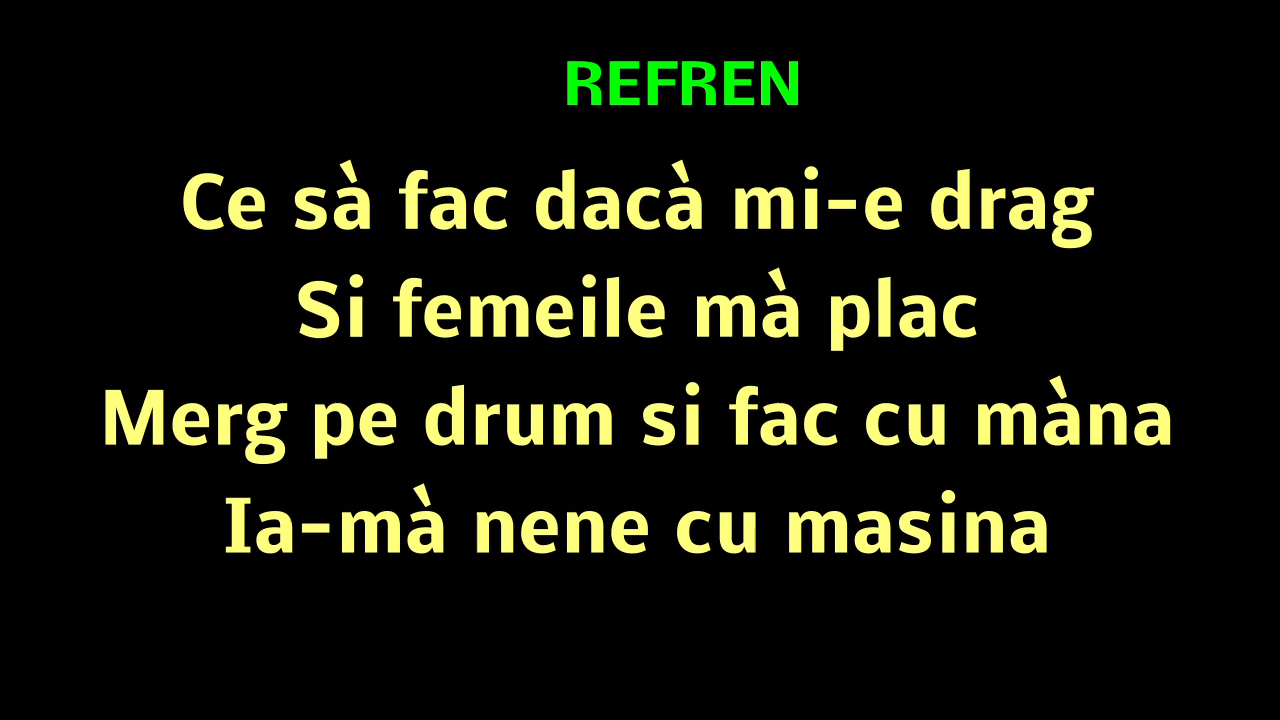 REFREN
Ce sà fac dacà mi-e drag
Si femeile mà plac
Merg pe drum si fac cu màna
Ia-mà nene cu masina